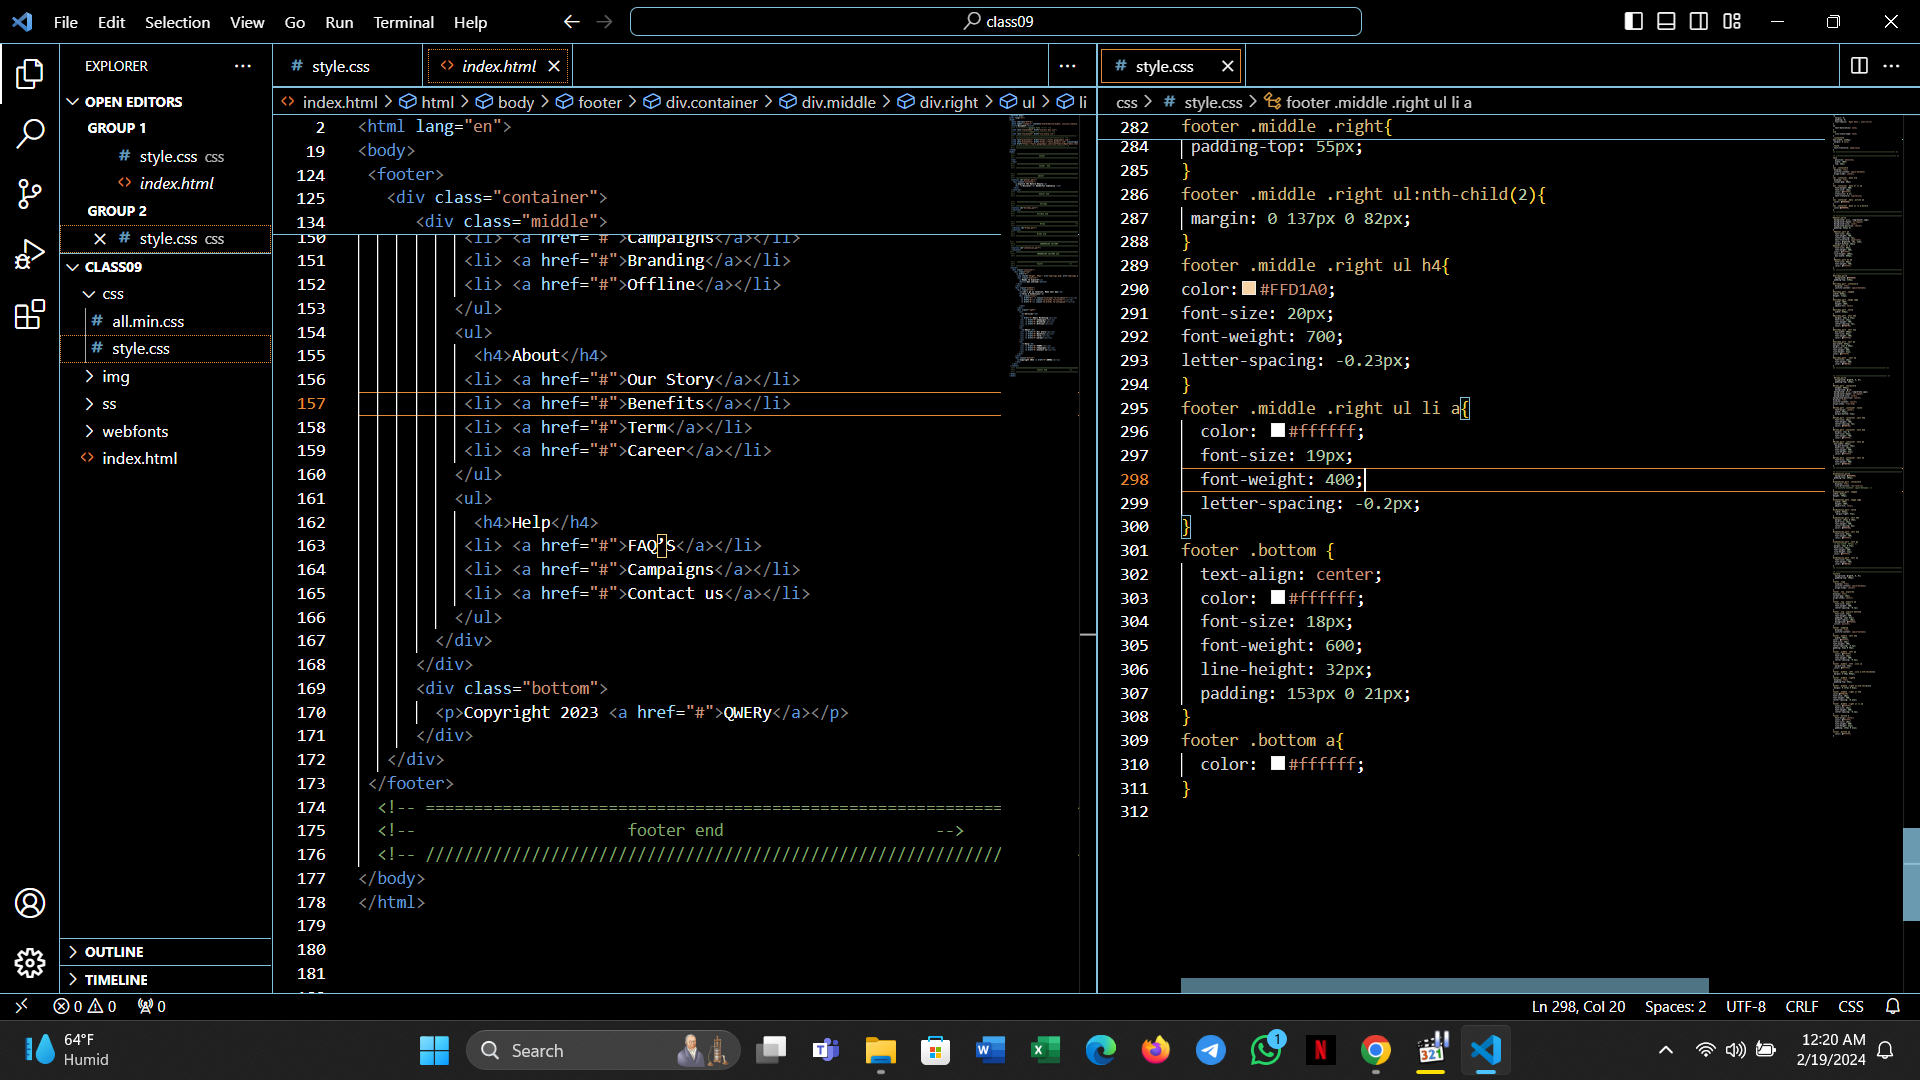 File Edit Selection View Go Run Terminal Help
class09
EXPLORER
OPEN EDITORS
GROUP 1
# style.css css
<> index.html
GROUP 2
# style.css css
CLASS09
css
# all.min.css
# style.css
img
ss
webfonts
<> index.html
OUTLINE
TIMELINE
# style.css
<> index.html
<> index.html > html > body > footer > div.container > div.middle > div.right > ul > li
2 <html lang="en">
19 <body>
124 <footer>
125 <div class="container">
134 <div class="middle">
150 <li> <a href="#">Campaigns</a></li>
151 <li> <a href="#">Branding</a></li>
152 <li> <a href="#">Offline</a></li>
153 </ul>
154 <ul>
155 <h4>About</h4>
156 <li> <a href="#">Our Story</a></li>
157 <li> <a href="#">Benefits</a></li>
158 <li> <a href="#">Term</a></li>
159 <li> <a href="#">Career</a></li>
160 </ul>
161 <ul>
162 <h4>Help</h4>
163 <li> <a href="#">FAQ’S</a></li>
164 <li> <a href="#">Campaigns</a></li>
165 <li> <a href="#">Contact us</a></li>
166 </ul>
167 </div>
168 </div>
169 <div class="bottom">
170 <p>Copyright 2023 <a href="#">QWERy</a></p>
171 </div>
172 </div>
173 </footer>
174 <!-- ============================================================
175 <!-- footer end -->
176 <!-- ////////////////////////////////////////////////////////////
177 </body>
178 </html>
179
180
181
# style.css
css > # style.css > footer .middle .right ul li a
282 footer .middle .right{
284 padding-top: 55px;
285 }
286 footer .middle .right ul:nth-child(2){
287 margin: 0 137px 0 82px;
288 }
289 footer .middle .right ul h4{
290 color: #FFD1A0;
291 font-size: 20px;
292 font-weight: 700;
293 letter-spacing: -0.23px;
294 }
295 footer .middle .right ul li a{
296 color: #ffffff;
297 font-size: 19px;
298 font-weight: 400;
299 letter-spacing: -0.2px;
300 }
301 footer .bottom {
302 text-align: center;
303 color: #ffffff;
304 font-size: 18px;
305 font-weight: 600;
306 line-height: 32px;
307 padding: 153px 0 21px;
308 }
309 footer .bottom a{
310 color: #ffffff;
311 }
312
0 0 0
Ln 298, Col 20 Spaces: 2 UTF-8 CRLF CSS
64°F
Humid
Search
1
321
12:20 AM
2/19/2024